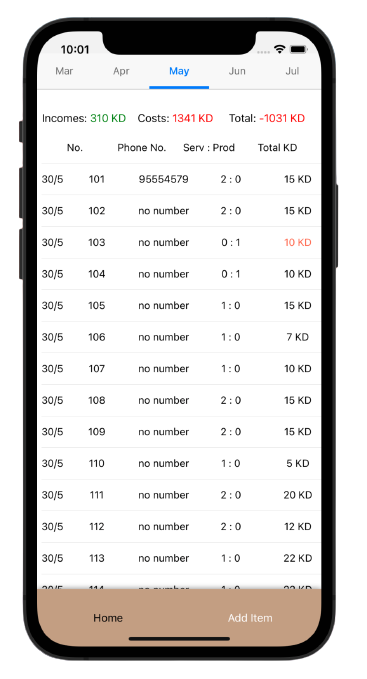 10:01
Mar Apr May Jun Jul
Incomes: 310 KD Costs: 1341 KD Total: -1031 KD
No. Phone No. Serv : Prod Total KD
30/5 101 95554579 2 : 0 15 KD
30/5 102 no number 2 : 0 15 KD
30/5 103 no number 0 : 1 10 KD
30/5 104 no number 0 : 1 10 KD
30/5 105 no number 1 : 0 15 KD
30/5 106 no number 1 : 0 7 KD
30/5 107 no number 1 : 0 10 KD
30/5 108 no number 2 : 0 15 KD
30/5 109 no number 2 : 0 15 KD
30/5 110 no number 1 : 0 5 KD
30/5 111 no number 2 : 0 20 KD
30/5 112 no number 2 : 0 12 KD
30/5 113 no number 1 : 0 22 KD
30/5 114 no number 1 : 0 22 KD
Home Add Item